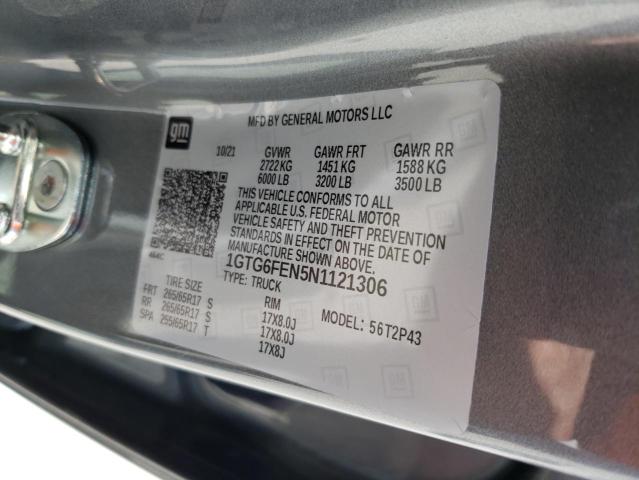 MFD BY GENERAL MOTORS LLC
gm
10/21 GVWR GAWR FRT GAWR RR
2722 KG 1451 KG 1588 KG
6000 LB 3200 LB 3500 LB
THIS VEHICLE CONFORMS TO ALL
APPLICABLE U.S. FEDERAL MOTOR
VEHICLE SAFETY AND THEFT PREVENTION
STANDARDS IN EFFECT ON THE DATE OF
MANUFACTURE SHOWN ABOVE.
1GTG6FEN5N1121306
TYPE: TRUCK
TIRE SIZE RIM MODEL: 56T2P43
FRT 265/65R17 S 17X8.0J
RR 265/65R17 S 17X8.0J
SPA 255/65R17 T 17X8J